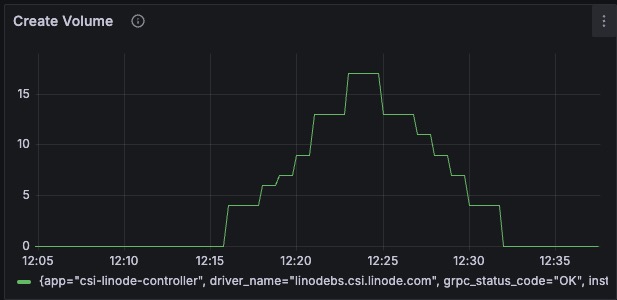 Create Volume
15
10
5
0
12:05 12:10 12:15 12:20 12:25 12:30 12:35
{app="csi-linode-controller", driver_name="linodebs.csi.linode.com", grpc_status_code="OK", inst